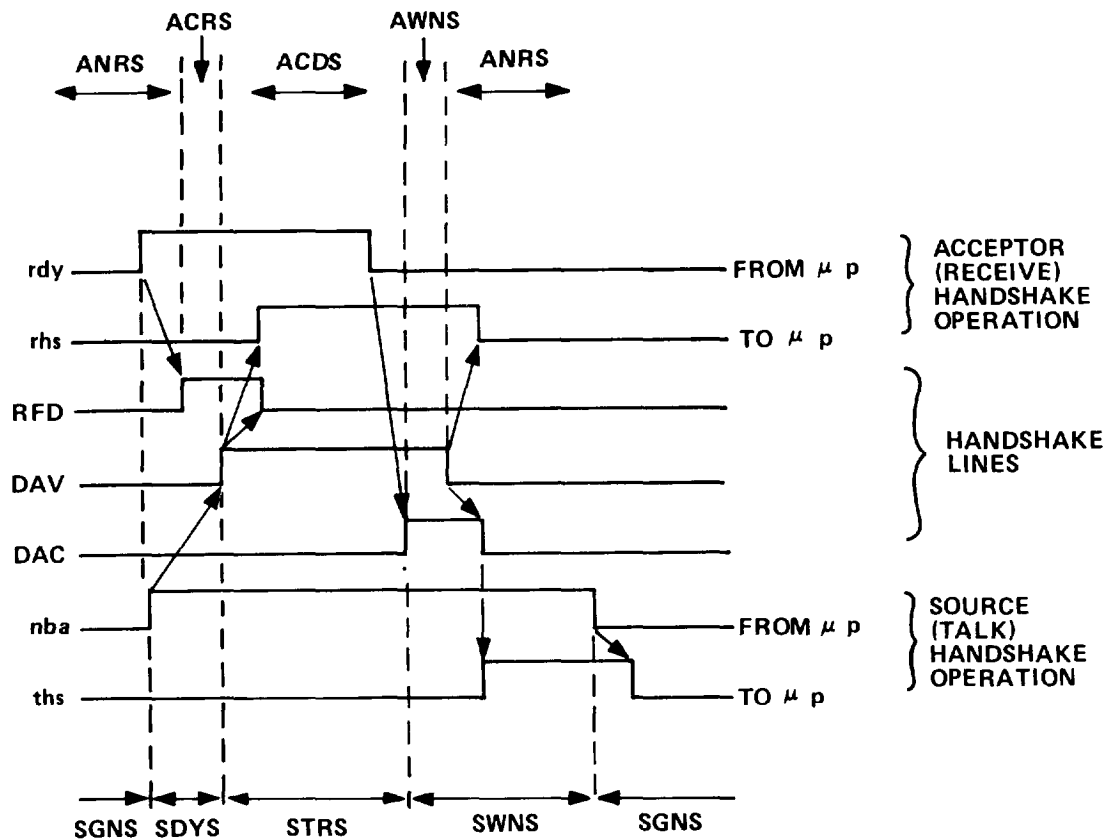 ACRS
AWNS
ANRS
ACDS
ANRS
rdy
FROM μ p
ACCEPTOR
(RECEIVE)
HANDSHAKE
OPERATION
rhs
TO μ p
RFD
HANDSHAKE
LINES
DAV
DAC
nba
FROM μ p
SOURCE
(TALK)
HANDSHAKE
OPERATION
ths
TO μ p
SGNS
SDYS
STRS
SWNS
SGNS